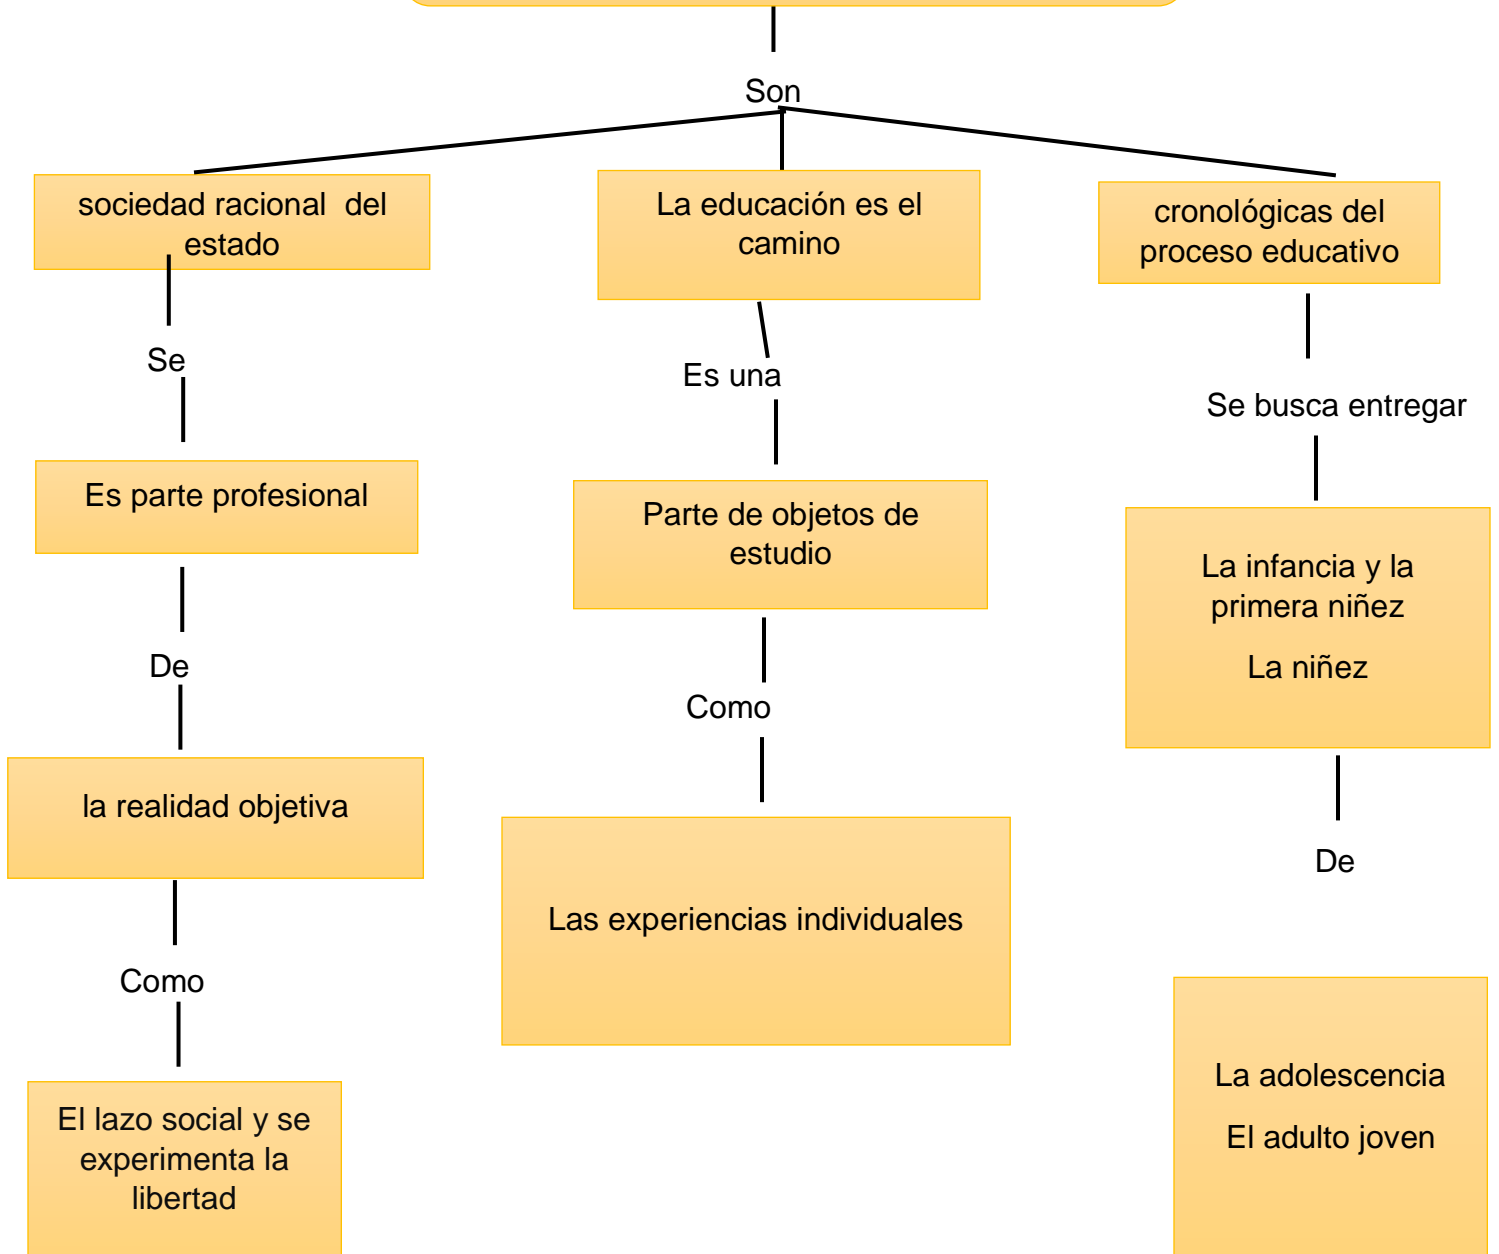 Son
sociedad racional  del
estado
La educación es el
camino
cronológicas del
proceso educativo
Se
Es una
Se busca entregar
Es parte profesional
Parte de objetos de
estudio
La infancia y la
primera niñez
La niñez
De
Como
la realidad objetiva
De
Las experiencias individuales
Como
La adolescencia
El adulto joven
El lazo social y se
experimenta la
libertad